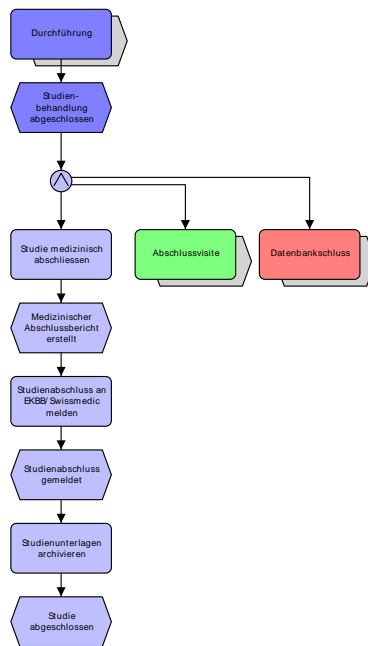 Durchführung
Studien-
behandlung
abgeschlossen
Studie medizinisch
abschliessen
Abschlussvisite
Datenbankschluss
Medizinischer
Abschlussbericht
erstellt
Studienabschluss an
EKBB/Swissmedic
melden
Studienabschluss
gemeldet
Studienunterlagen
archivieren
Studie
abgeschlossen